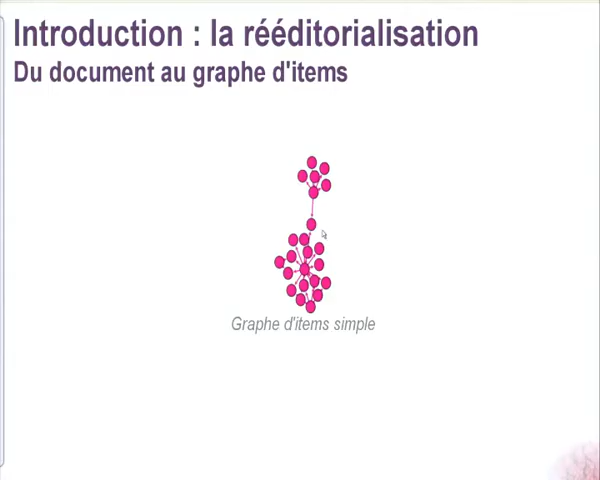 Introduction : la rééditorialisation
Du document au graphe d'items
Graphe d'items simple